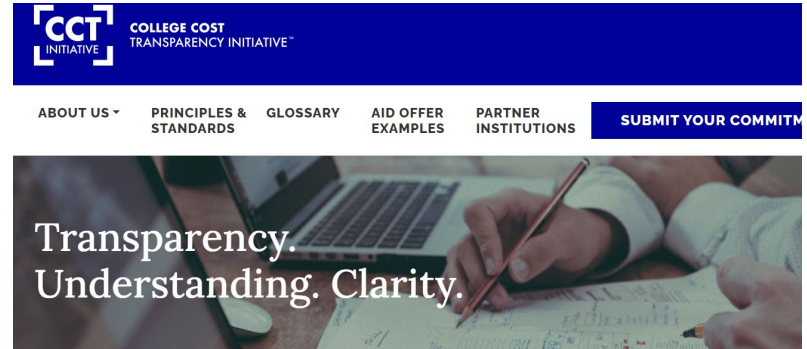 CCT
INITIATIVE
COLLEGE COST
TRANSPARENCY INITIATIVE™
ABOUT US
PRINCIPLES &
STANDARDS
GLOSSARY
AID OFFER
EXAMPLES
PARTNER
INSTITUTIONS
SUBMIT YOUR COMMITM
Transparency.
Understanding. Clarity.